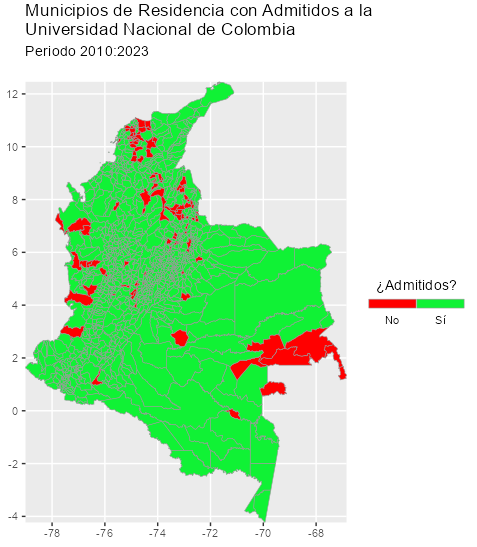 Municipios de Residencia con Admitidos a la
Universidad Nacional de Colombia
Periodo 2010:2023
12
10
8
6
4
2
0
-2
-4
-78
-76
-74
-72
-70
-68
¿Admitidos?
No
Sí